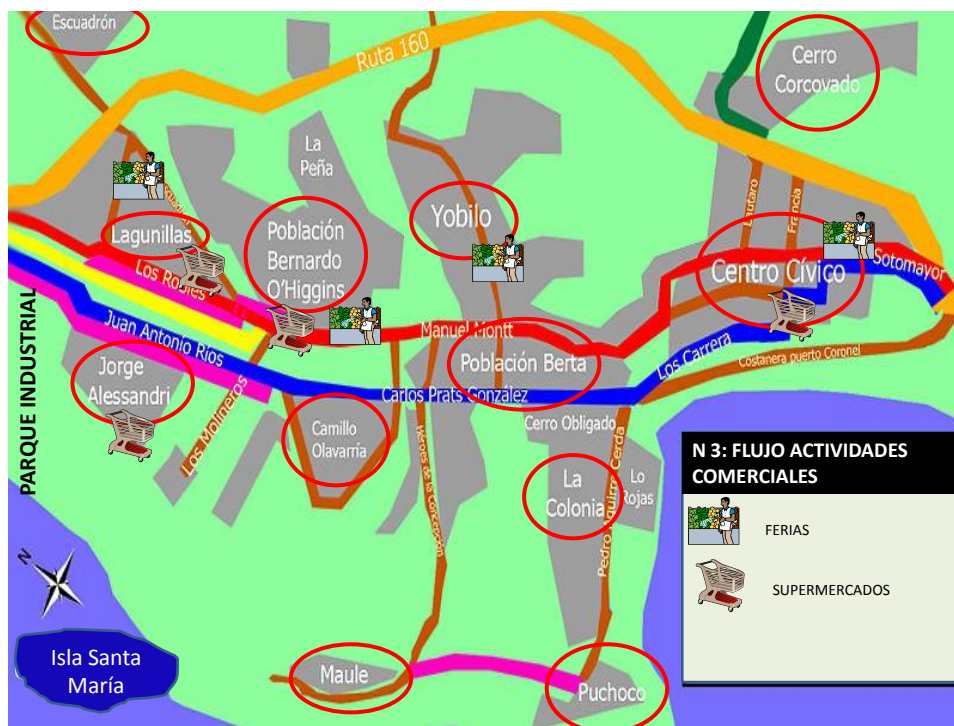 Escuadrón
Ruta 160
Cerro
Corcovado
La
Peña
Lagunillas
Población
Bernardo
O'Higgins
Yobilo
Lautaro
Francia
Centro Cívico
Sotomayor
Los Robles
Juan Antonio Ríos
Manuel Montt
Población Berta
Los Carrera
Costanera puerto Coronel
Carlos Prats González
PARQUE INDUSTRIAL
Jorge
Alessandri
Los Molineros
Camillo
Olavarría
Héroes de la Concepción
Cerro Obligado
La
Colonia
Pedro Aguirre Cerda
Lo
Rojas
N 3: FLUJO ACTIVIDADES
COMERCIALES
FERIAS
SUPERMERCADOS
N
Isla Santa
María
Maule
Puchoco